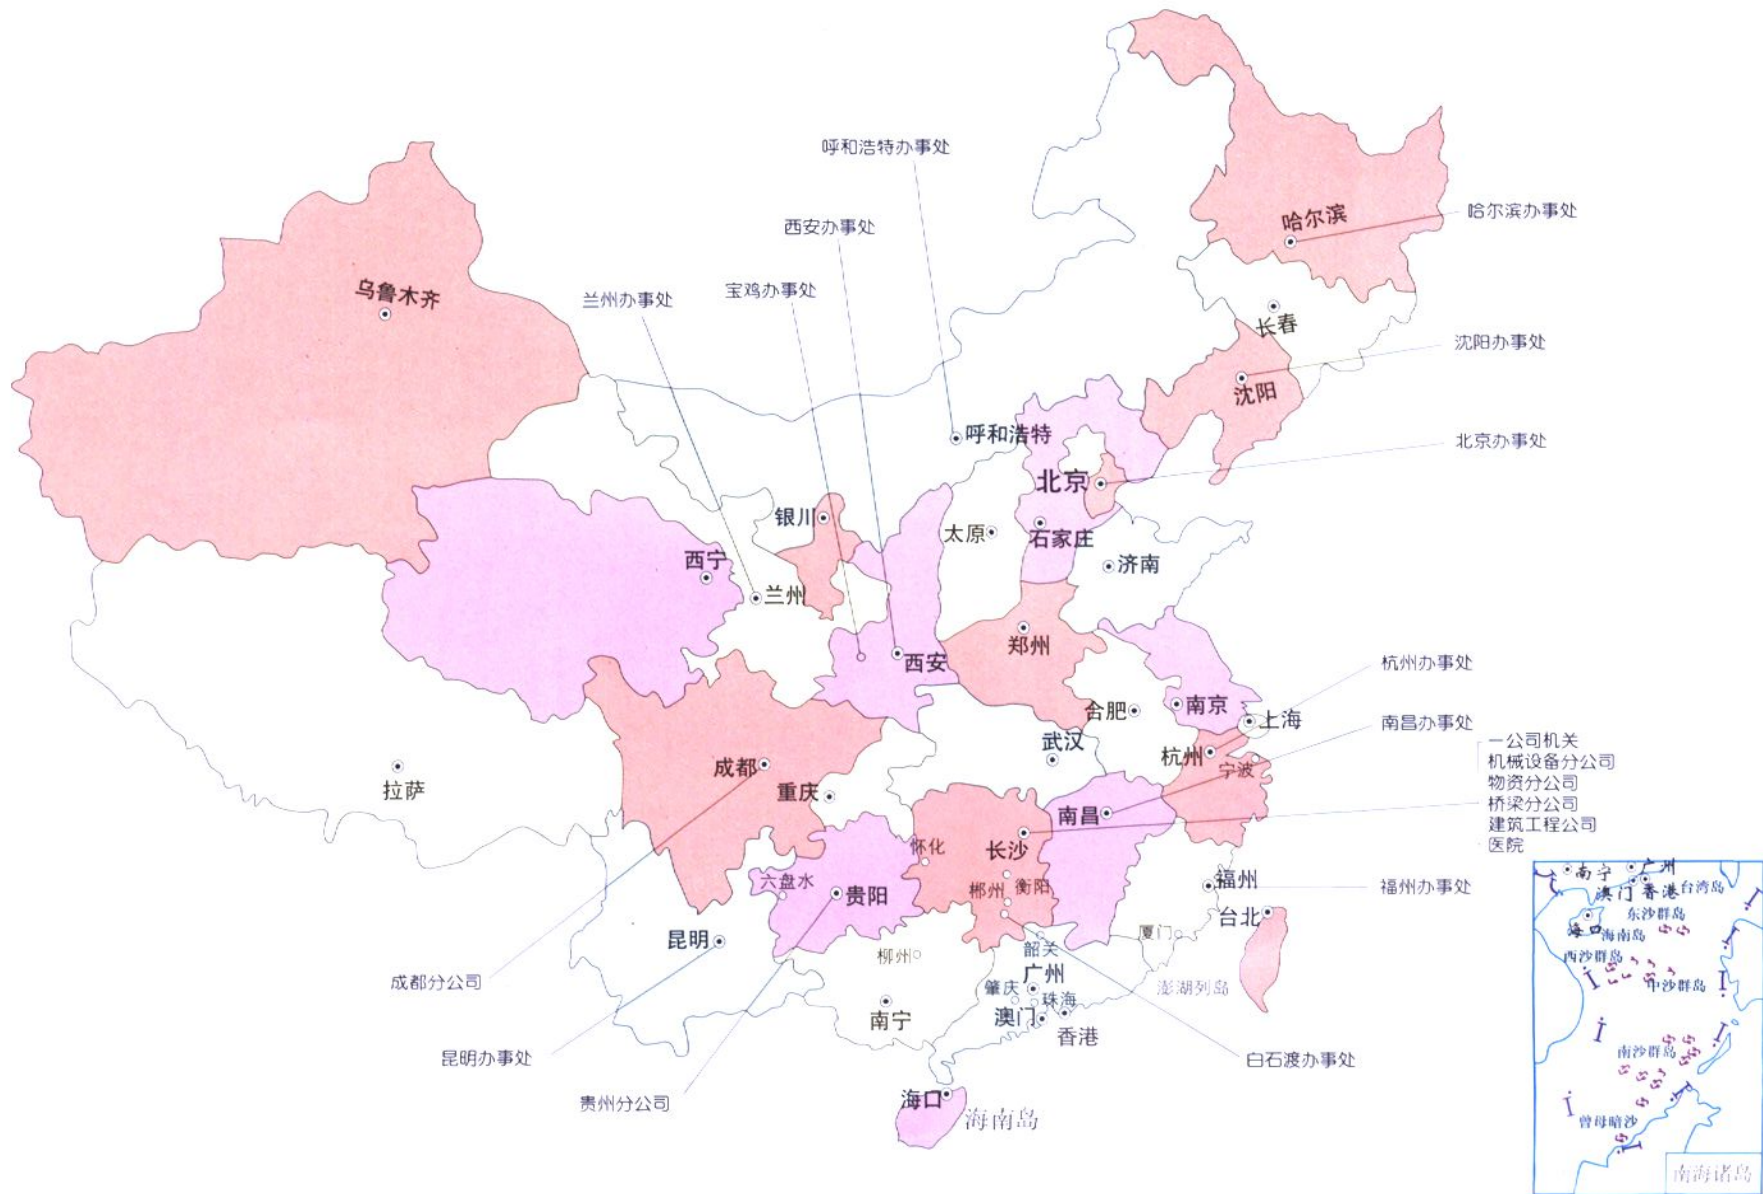 呼和浩特办事处
西安办事处
哈尔滨
哈尔滨办事处
宝鸡办事处
兰州办事处
乌鲁木齐
长春
沈阳办事处
沈阳
呼和浩特
北京办事处
北京
银川
太原
石家庄
济南
西宁
兰州
郑州
西安
杭州办事处
合肥
南京
上海
南昌办事处
武汉
一公司机关
机械设备分公司
物资分公司
桥梁分公司
建筑工程公司
医院
杭州
宁波
成都
拉萨
重庆
南昌
长沙
怀化
六盘水
贵阳
郴州
衡阳
福州
福州办事处
台北
昆明
柳州
韶关
厦门
成都分公司
广州
肇庆
珠海
澎湖列岛
南宁
澳门
香港
昆明办事处
白石渡办事处
贵州分公司
海口
海南岛
南宁
广州
澳门
香港
台湾岛
东沙群岛
海口
海南岛
西沙群岛
中沙群岛
南沙群岛
曾母暗沙
南海诸岛